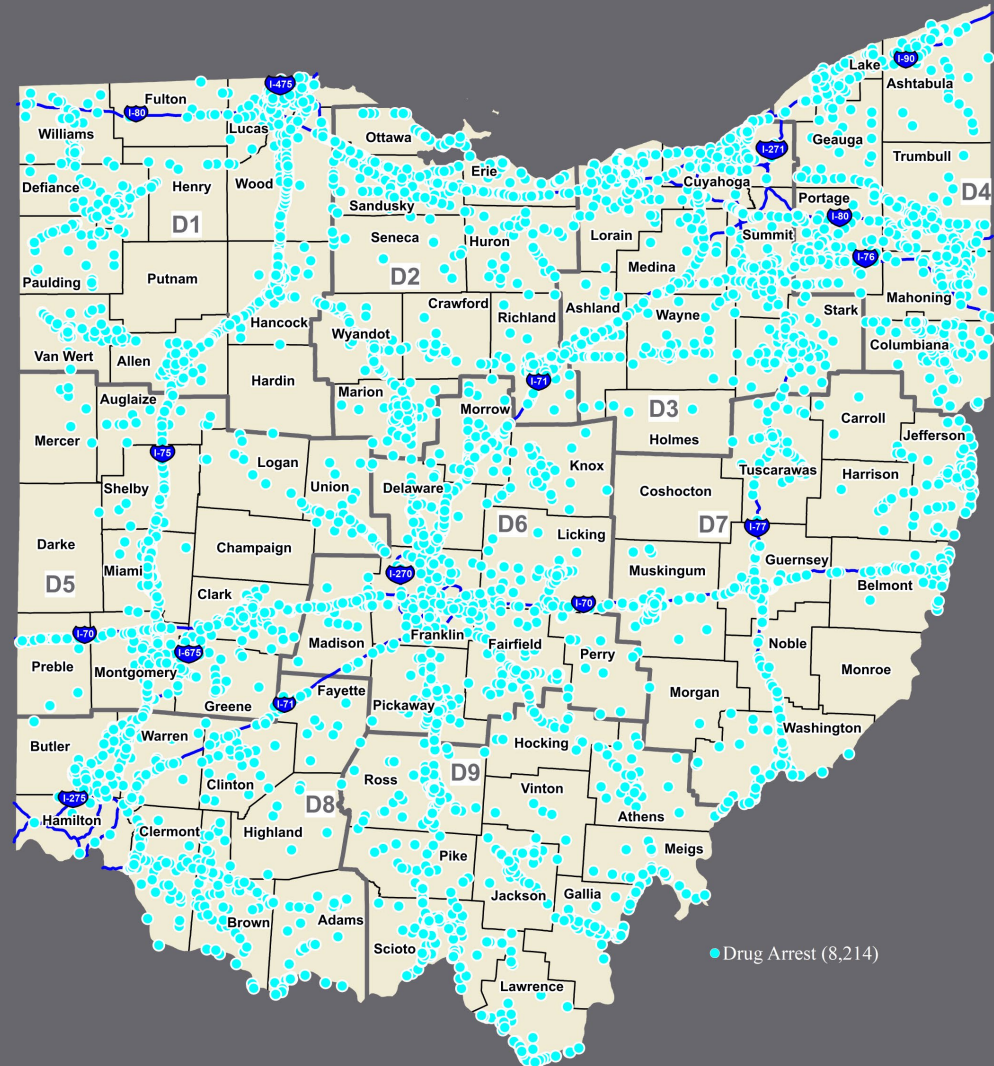 I-90
Lake
Ashtabula
I-475
Fulton
I-80
Lucas
Williams
Ottawa
Geauga
I-271
Trumbull
Erie
Cuyahoga
Defiance
Henry
Wood
D4
Portage
Sandusky
I-80
D1
Seneca
Huron
Lorain
Summit
I-76
Medina
D2
Paulding
Putnam
Mahoning
Crawford
Ashland
Richland
Wayne
Stark
Hancock
Wyandot
Columbiana
Van Wert
Allen
Hardin
I-71
Marion
Auglaize
Morrow
D3
Carroll
Mercer
Holmes
Jefferson
I-75
Logan
Knox
Tuscarawas
Harrison
Shelby
Union
Delaware
Coshocton
D6
D7
I-77
Licking
Darke
Champaign
Guernsey
Miami
I-270
Muskingum
D5
Belmont
Clark
I-70
I-70
Franklin
Madison
Fairfield
Noble
I-675
Perry
Preble
Montgomery
Monroe
Fayette
Morgan
I-71
Greene
Pickaway
Washington
Warren
Hocking
Butler
D9
Ross
Clinton
Vinton
I-275
D8
Hamilton
Athens
Clermont
Highland
Meigs
Pike
Jackson
Gallia
Brown
Adams
Scioto
Drug Arrest (8,214)
Lawrence